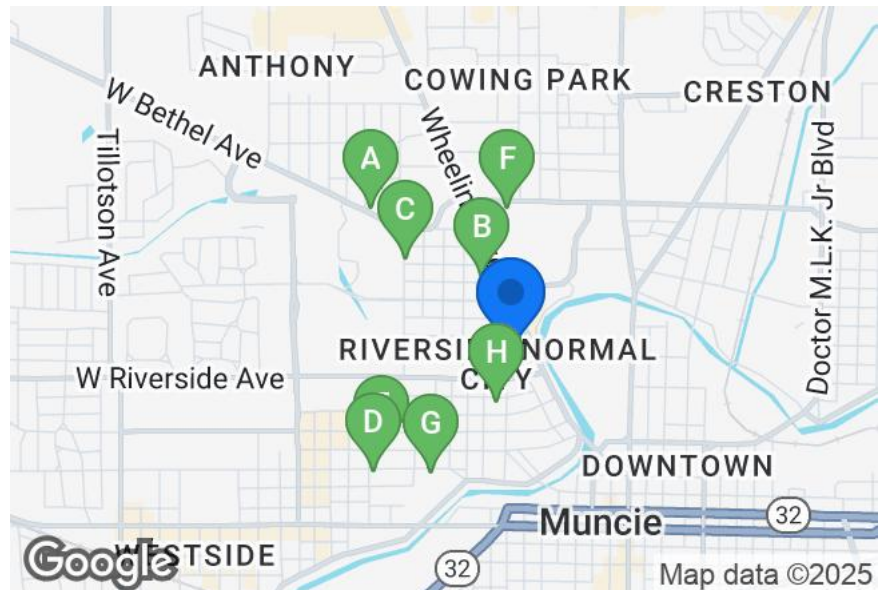 ANTHONY
COWING PARK
CRESTON
W Bethel Ave
Tillotson Ave
Wheelin
Doctor M.L.K. Jr Blvd
A
F
C
B
RIVERSI
NORMAL
H
CI
Y
W Riverside Ave
D
G
DOWNTOWN
Muncie
32
WESTSIDE
32
Google
Map data ©2025